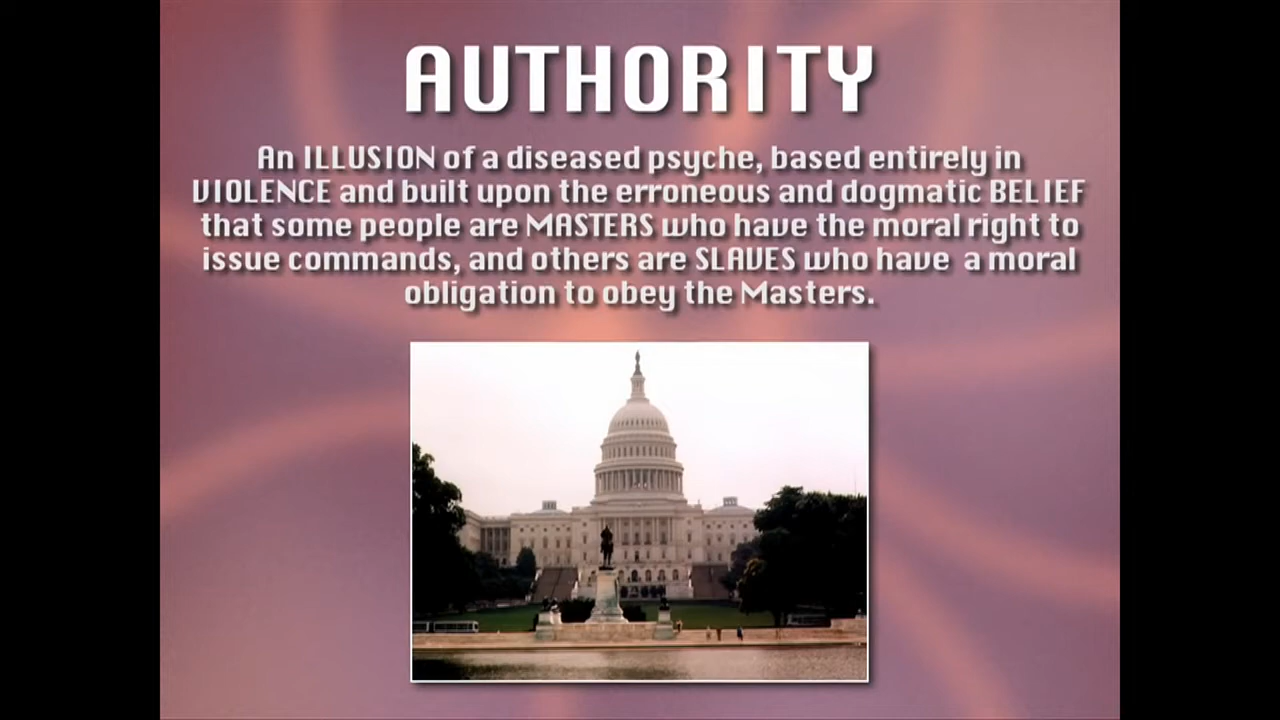 AUTHORITY
An ILLUSION of a diseased psyche, based entirely in
VIOLENCE and built upon the erroneous and dogmatic BELIEF
that some people are MASTERS who have the moral right to
issue commands, and others are SLAVES who have a moral
obligation to obey the Masters.